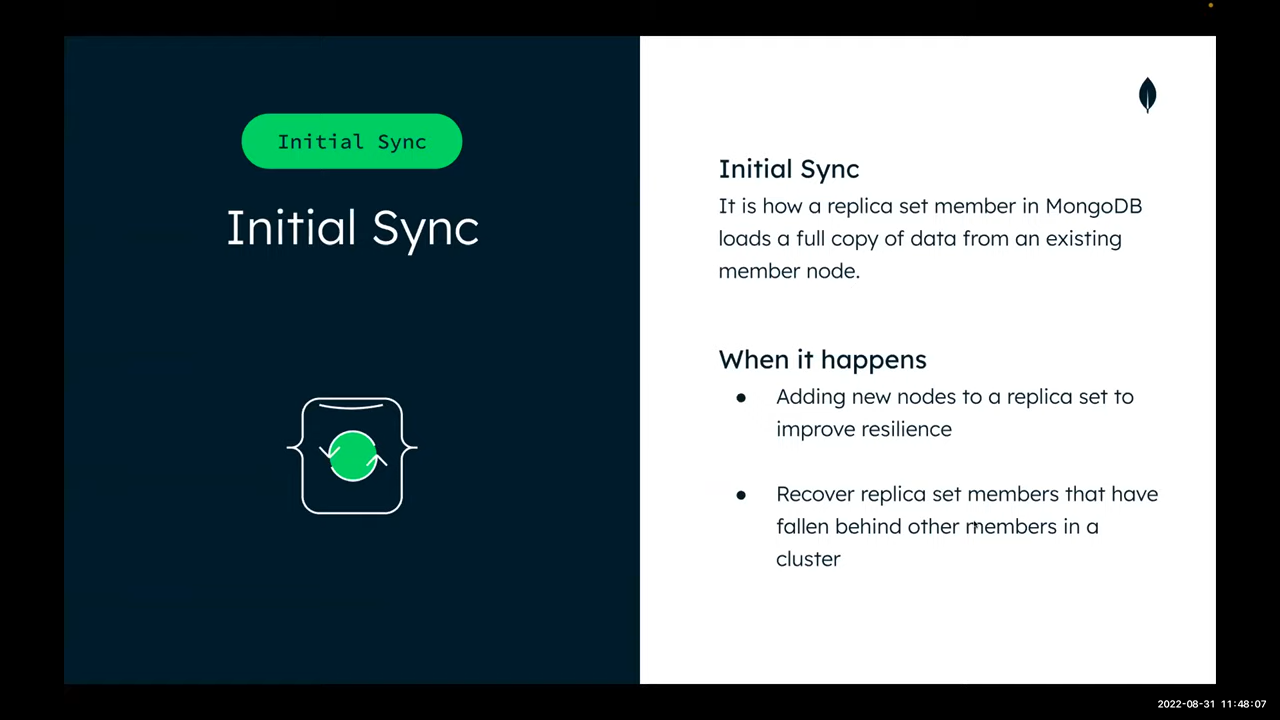 Initial Sync
Initial Sync
Initial Sync
It is how a replica set member in MongoDB
loads a full copy of data from an existing
member node.
When it happens
● Adding new nodes to a replica set to
improve resilience
● Recover replica set members that have
fallen behind other members in a
cluster
2022-08-31 11:48:07